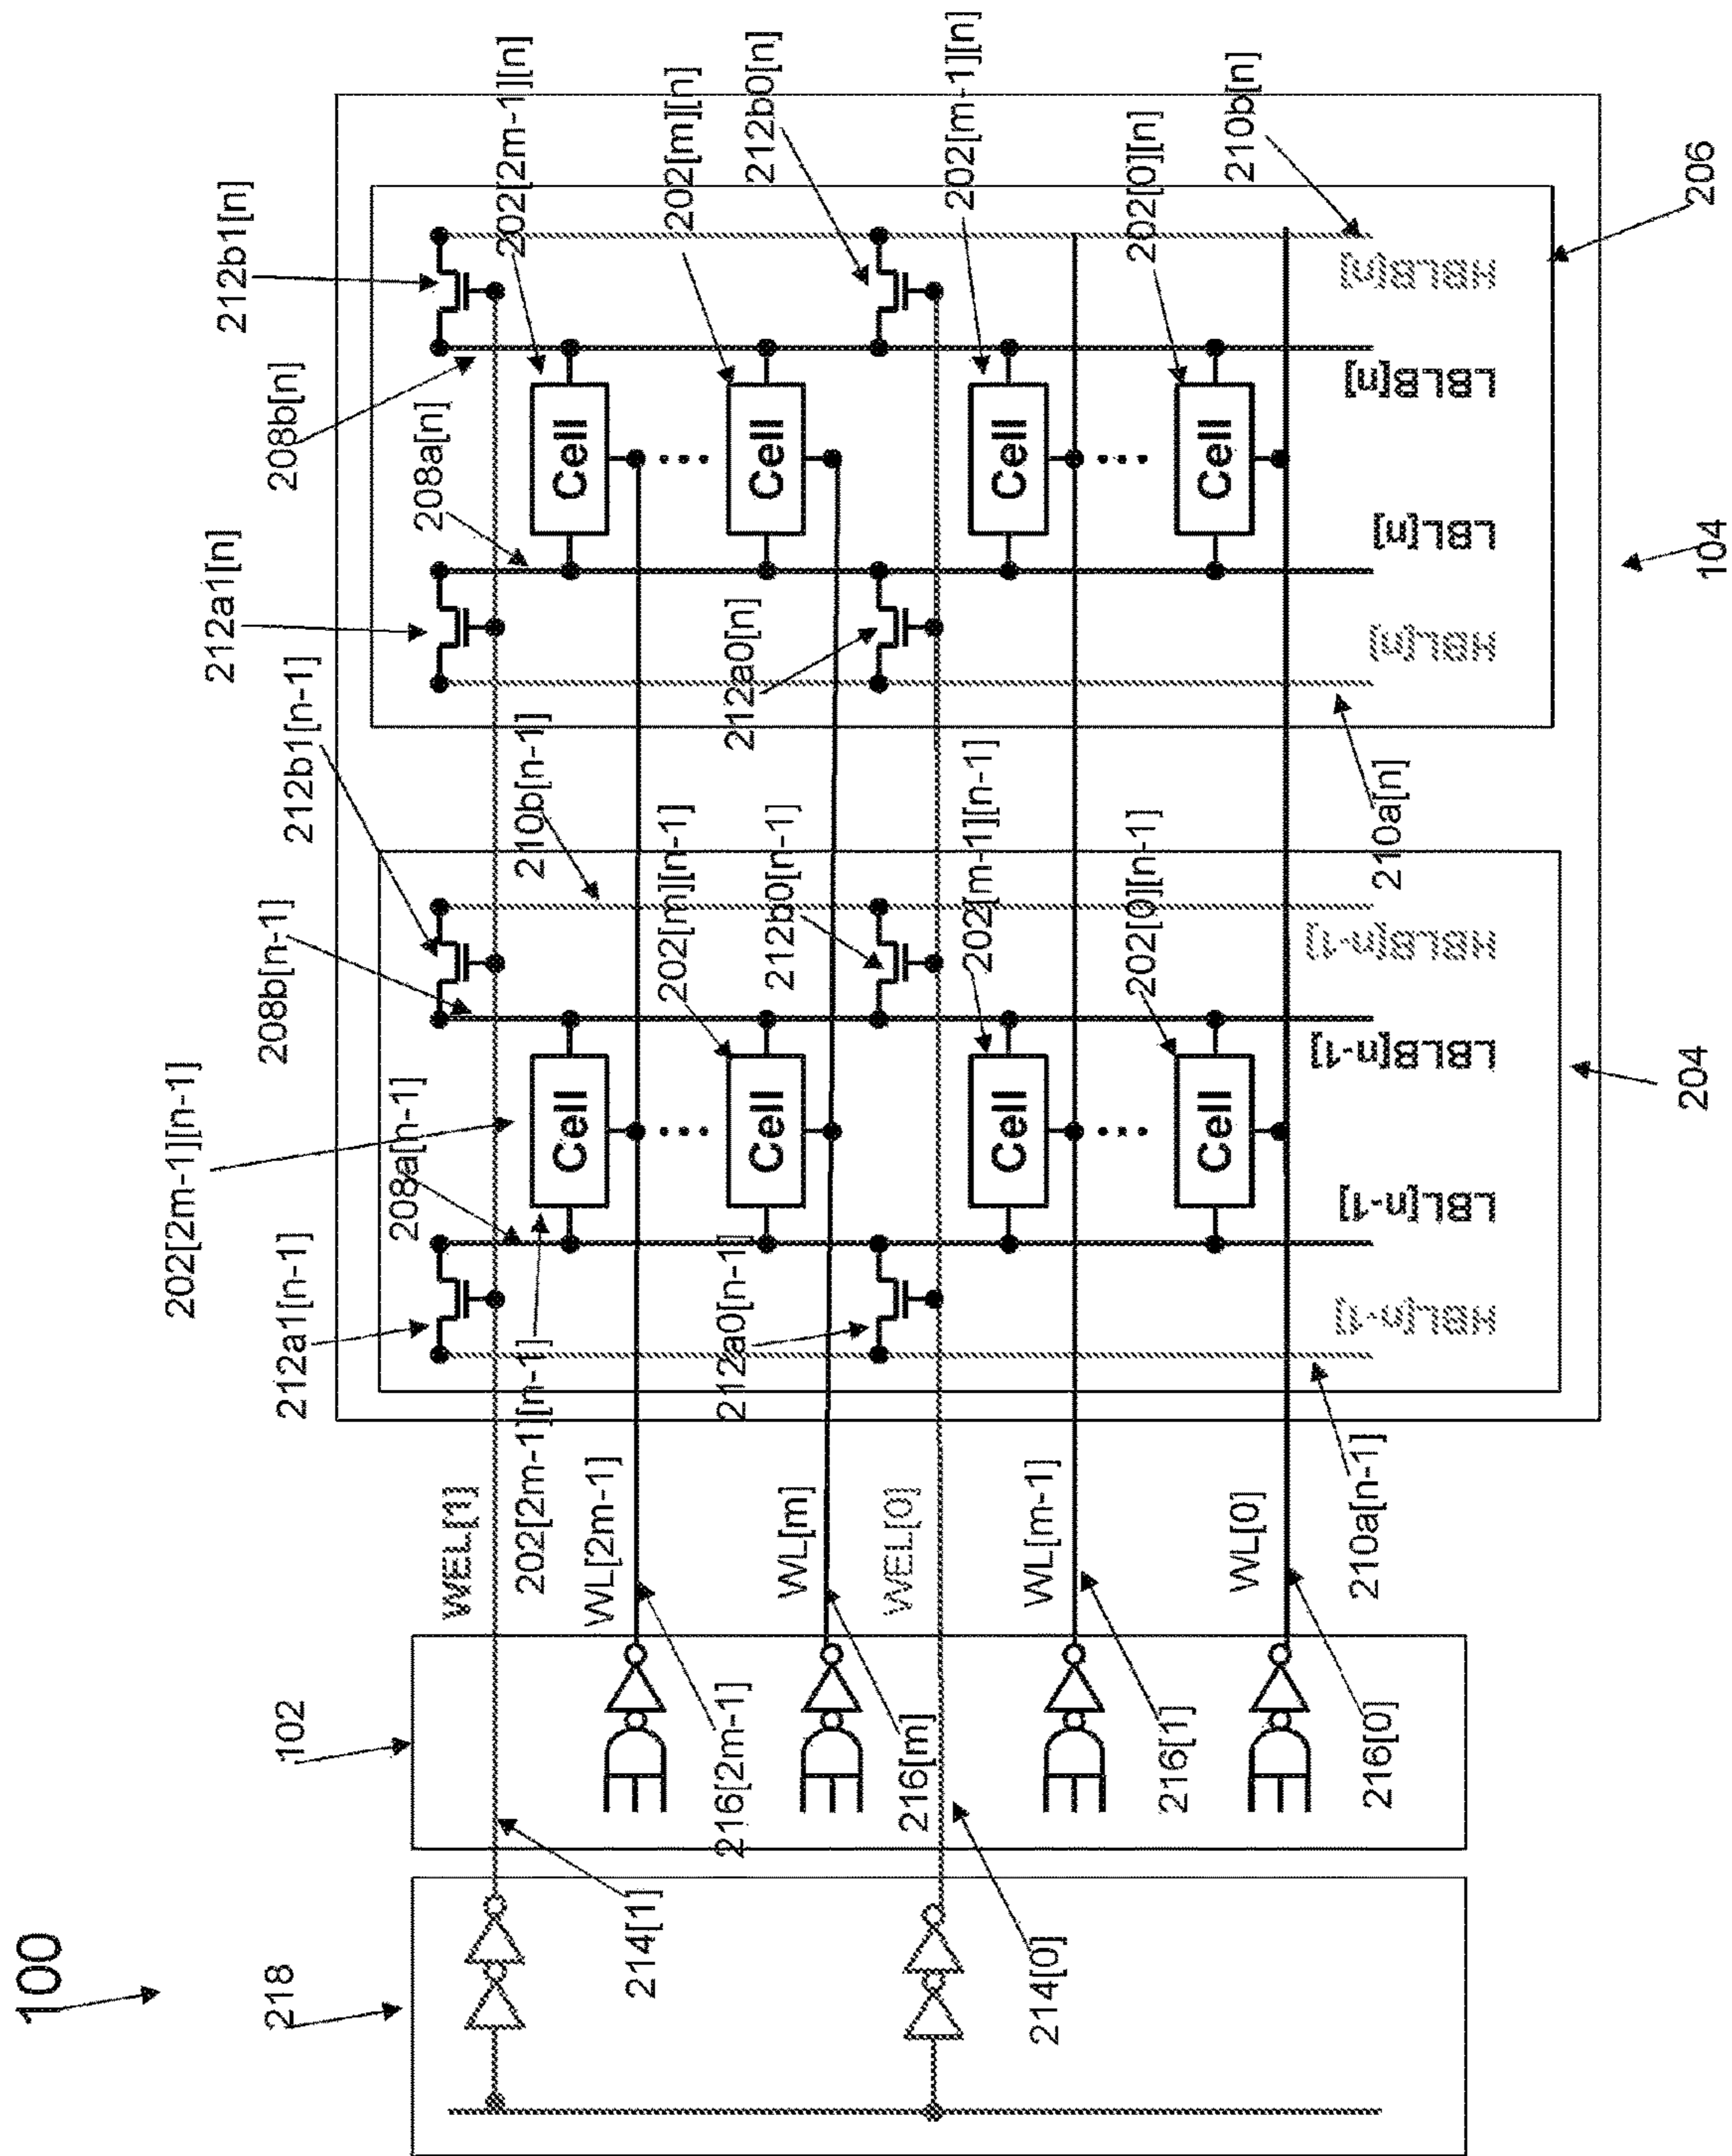 100
218
102
214[1]
214[0]
216[2m-1]
216[m]
216[1]
216[0]
WEL[1]
202[2m-1][n-1]
WL[2m-1]
WL[m]
WEL[0]
WL[m-1]
WL[0]
210a[n-1]
212a1[n-1]
202[2m-1][n-1]
208a[n-1]
208b[n-1]
212b1[n-1]
210b[n-1]
212a0[n-1]
202[m][n-1]
212b0[n-1]
202[m-1][n-1]
202[0][n-1]
Cell
Cell
Cell
Cell
HBL[n-1]
LBL
[n-1]
LBLB
[n-1]
HBLB[n-1]
204
212a1[n]
208a[n]
208b[n]
212b1[n]
202[2m-1][n]
202[m][n]
212b0[n]
202[m-1][n]
202[0][n]
210b[n]
212a0[n]
210a[n]
Cell
Cell
Cell
Cell
HBL[n]
LBL
[n]
LBLB
[n]
HBLB[n]
104
206